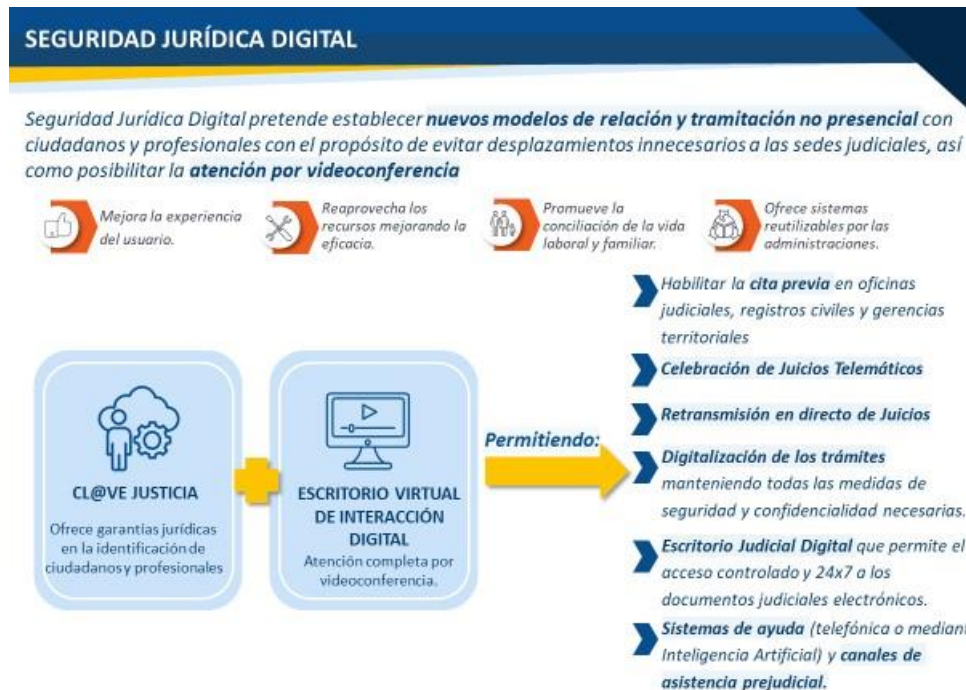 SEGURIDAD JURÍDICA DIGITAL
Seguridad Jurídica Digital pretende establecer nuevos modelos de relación y tramitación no presencial con
ciudadanos y profesionales con el propósito de evitar desplazamientos innecesarios a las sedes judiciales, así
como posibilitar la atención por videoconferencia
Mejora la experiencia
del usuario.
Reaprovecha los
recursos mejorando la
eficacia.
Promueve la
conciliación de la vida
laboral y familiar.
Ofrece sistemas
reutilizables por las
administraciones.
CL@VE JUSTICIA
Ofrece garantías jurídicas
en la identificación de
ciudadanos y profesionales
ESCRITORIO VIRTUAL
DE INTERACCIÓN
DIGITAL
Atención completa por
videoconferencia.
Permitiendo:
Habilitar la cita previa en oficinas
judiciales, registros civiles y gerencias
territoriales
Celebración de Juicios Telemáticos
Retransmisión en directo de Juicios
Digitalización de los trámites
manteniendo todas las medidas de
seguridad y confidencialidad necesarias.
Escritorio Judicial Digital que permite el
acceso controlado y 24x7 a los
documentos judiciales electrónicos.
Sistemas de ayuda (telefónica o mediant
Inteligencia Artificial) y canales de
asistencia prejudicial.